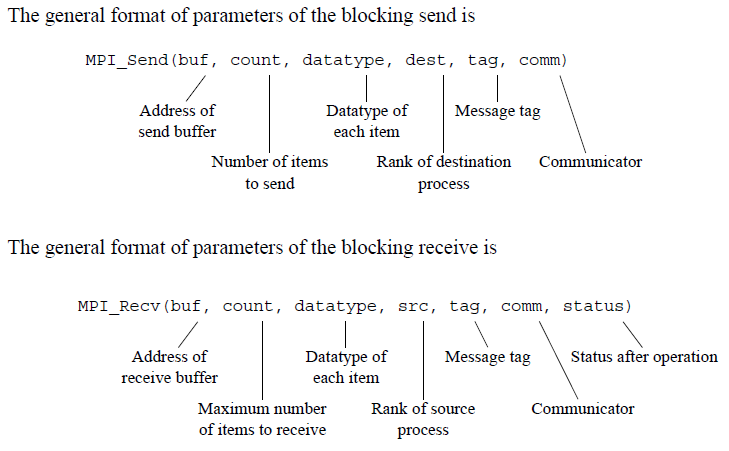 The general format of parameters of the blocking send is
MPI_Send(buf, count, datatype, dest, tag, comm)
Address of
send buffer
Datatype of
each item
Message tag
Number of items
to send
Rank of destination
process
Communicator
The general format of parameters of the blocking receive is
MPI_Recv(buf, count, datatype, src, tag, comm, status)
Address of
receive buffer
Datatype of
each item
Message tag
Status after operation
Maximum number
of items to receive
Rank of source
process
Communicator